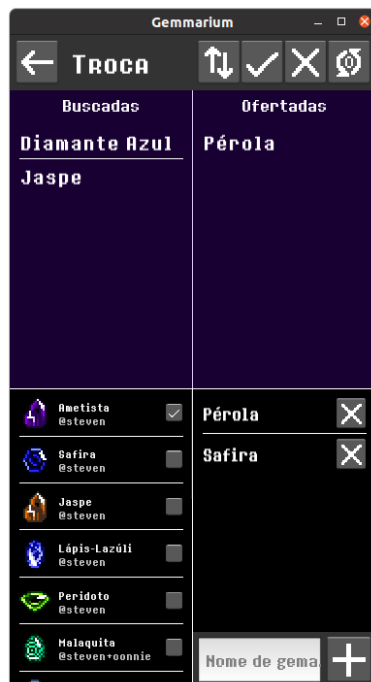 Gemmarium
Troca
Buscadas
Ofertadas
Diamante Azul
Pérola
Jaspe
Ametista
@steven
Safira
@steven
Jaspe
@steven
Lápis-Lazúli
@steven
Peridoto
@steven
Malaquita
@steven+connie
Pérola
Safira
Nome de gema.